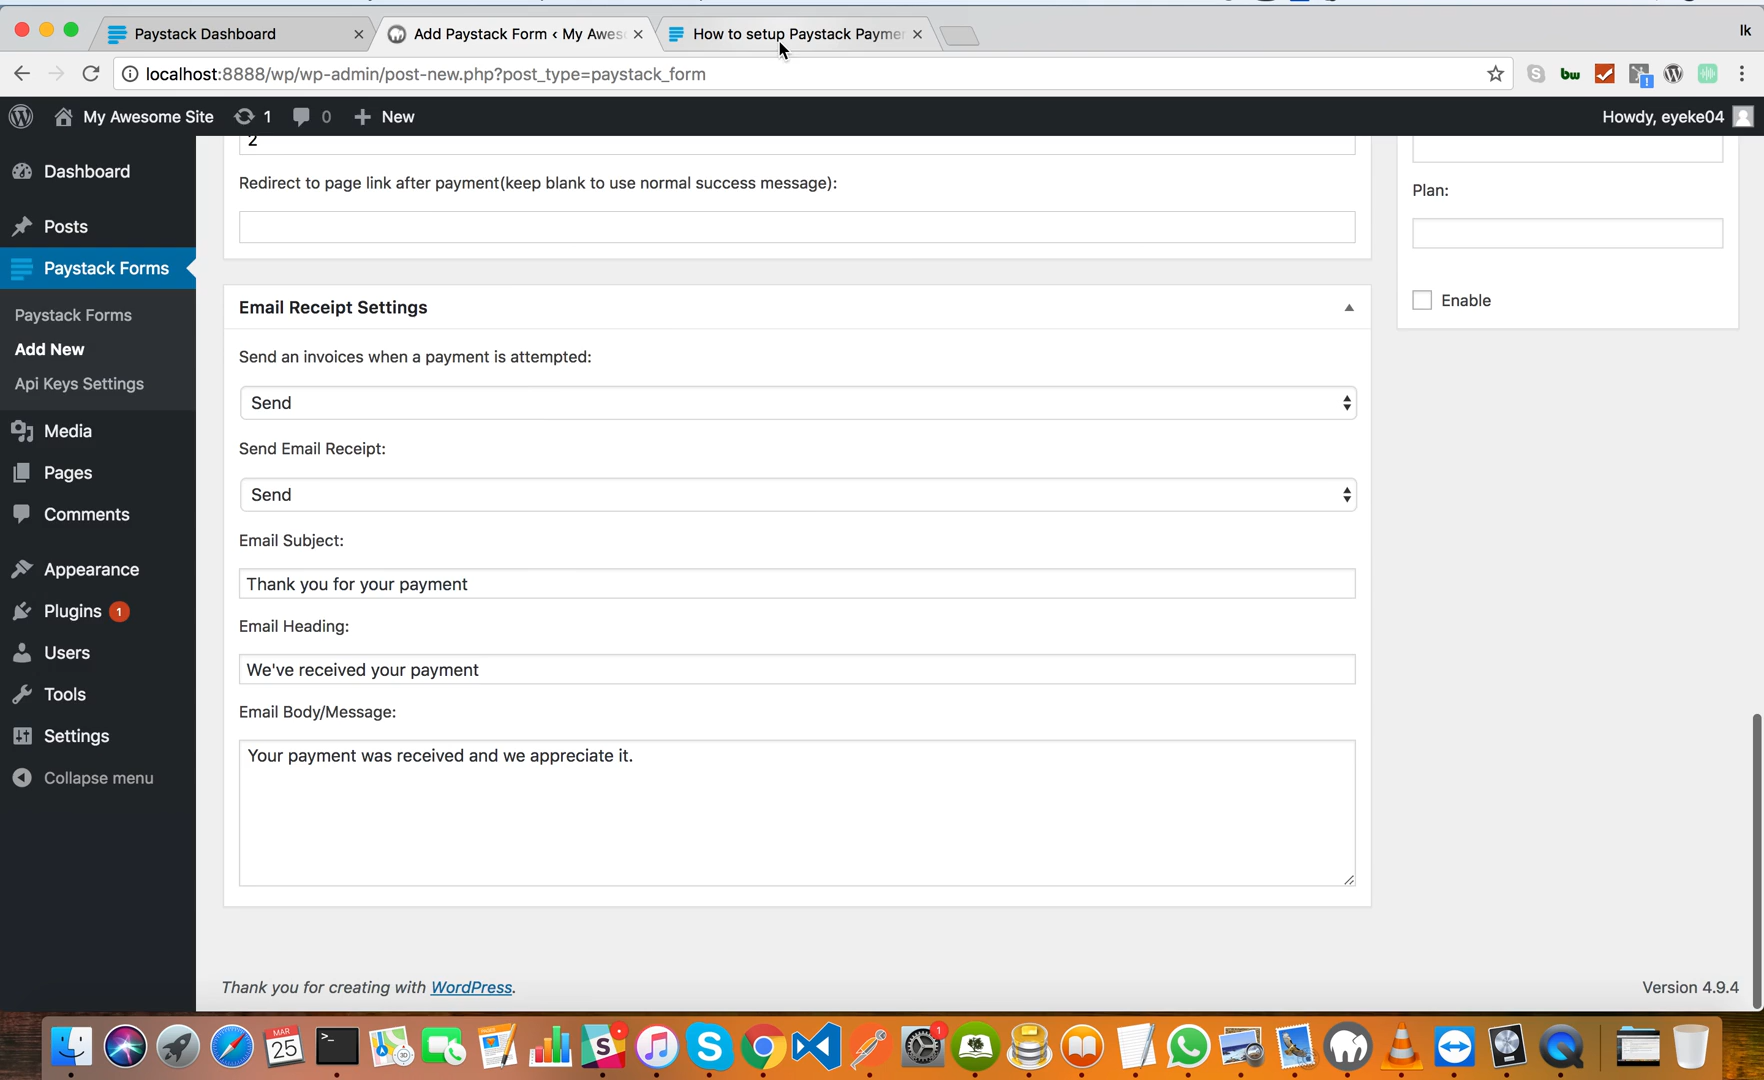 Paystack Dashboard
Add Paystack Form ‹ My Awes
How to setup Paystack Payme
Ik
localhost:8888/wp/wp-admin/post-new.php?post_type=paystack_form
bw
My Awesome Site
1
0
New
Howdy, eyeke04
Dashboard
Posts
Paystack Forms
Paystack Forms
Add New
Api Keys Settings
Media
Pages
Comments
Appearance
Plugins 1
Users
Tools
Settings
Collapse menu
2
Redirect to page link after payment(keep blank to use normal success message):
Email Receipt Settings
Send an invoices when a payment is attempted:
Send
Send Email Receipt:
Send
Email Subject:
Thank you for your payment
Email Heading:
We've received your payment
Email Body/Message:
Your payment was received and we appreciate it.
Plan:
Enable
Thank you for creating with WordPress.
Version 4.9.4
MAR
25
3D
1